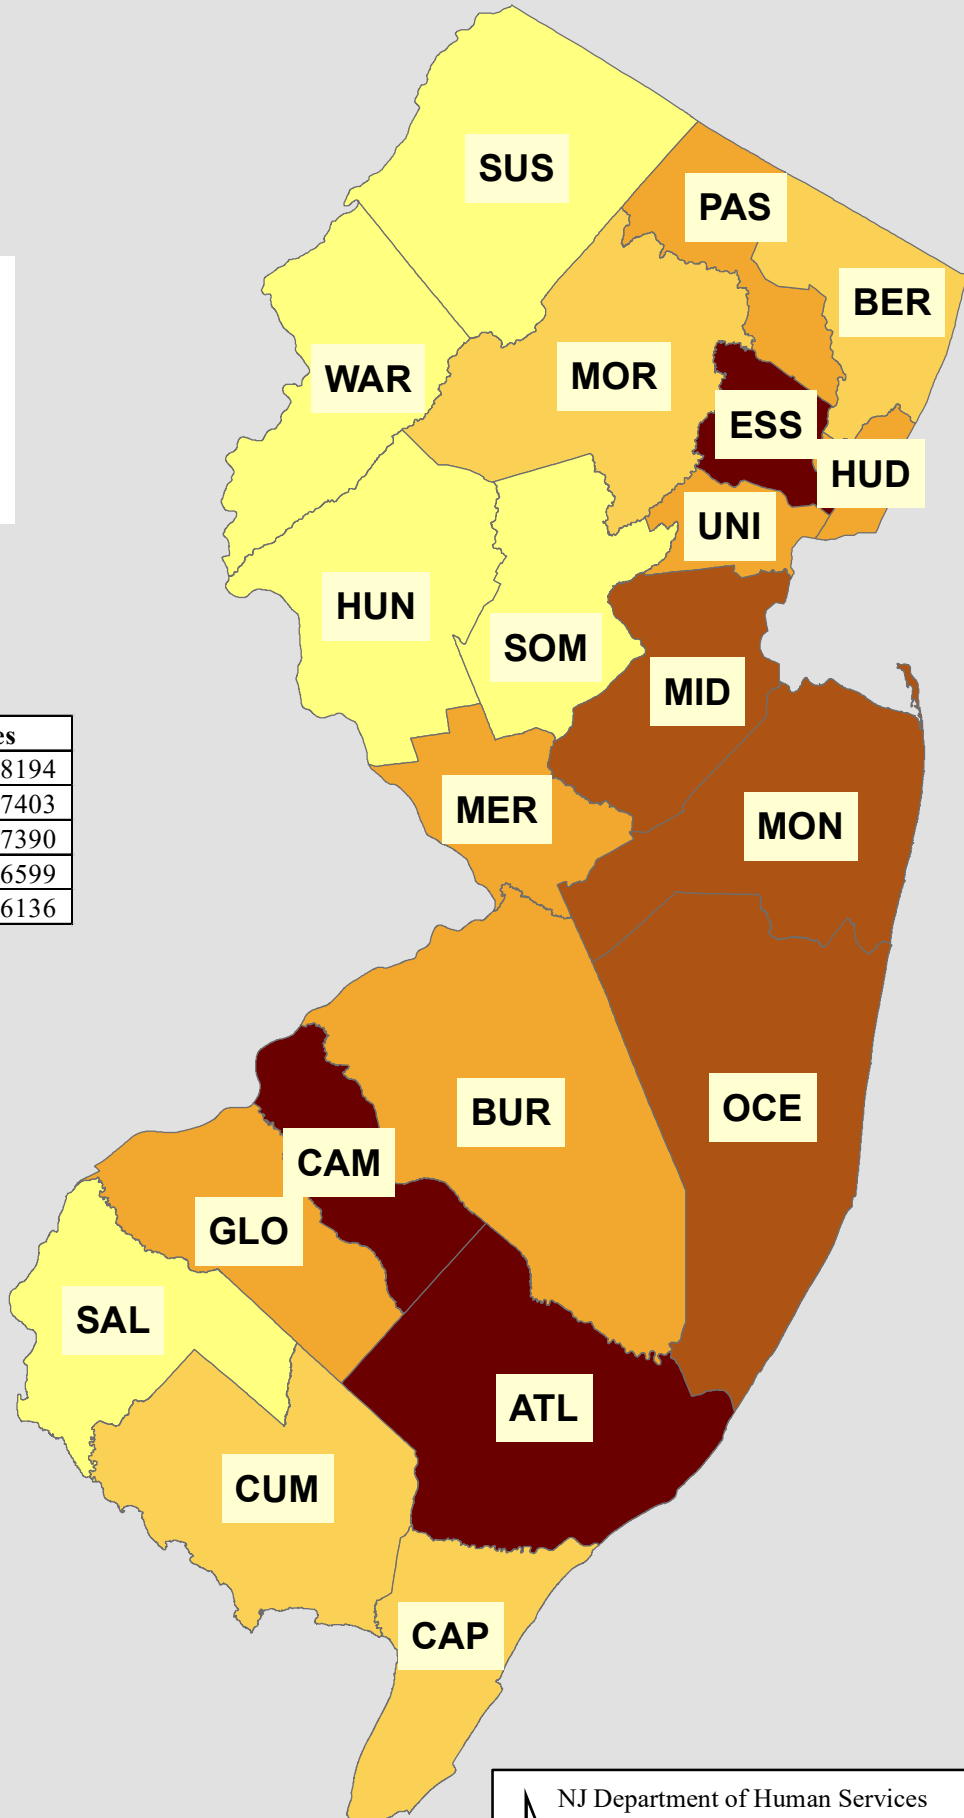 SUS
PAS
BER
WAR
MOR
ESS
HUD
UNI
HUN
SOM
MID
8194
7403
7390
6599
6136
MER
MON
BUR
OCE
CAM
GLO
SAL
ATL
CUM
CAP
NJ Department of Human Services